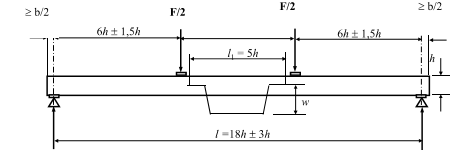 ≥ b/2
F/2
F/2
≥ b/2
6h ± 1,5h
6h ± 1,5h
l₁ = 5h
h
w
l =18h ± 3h